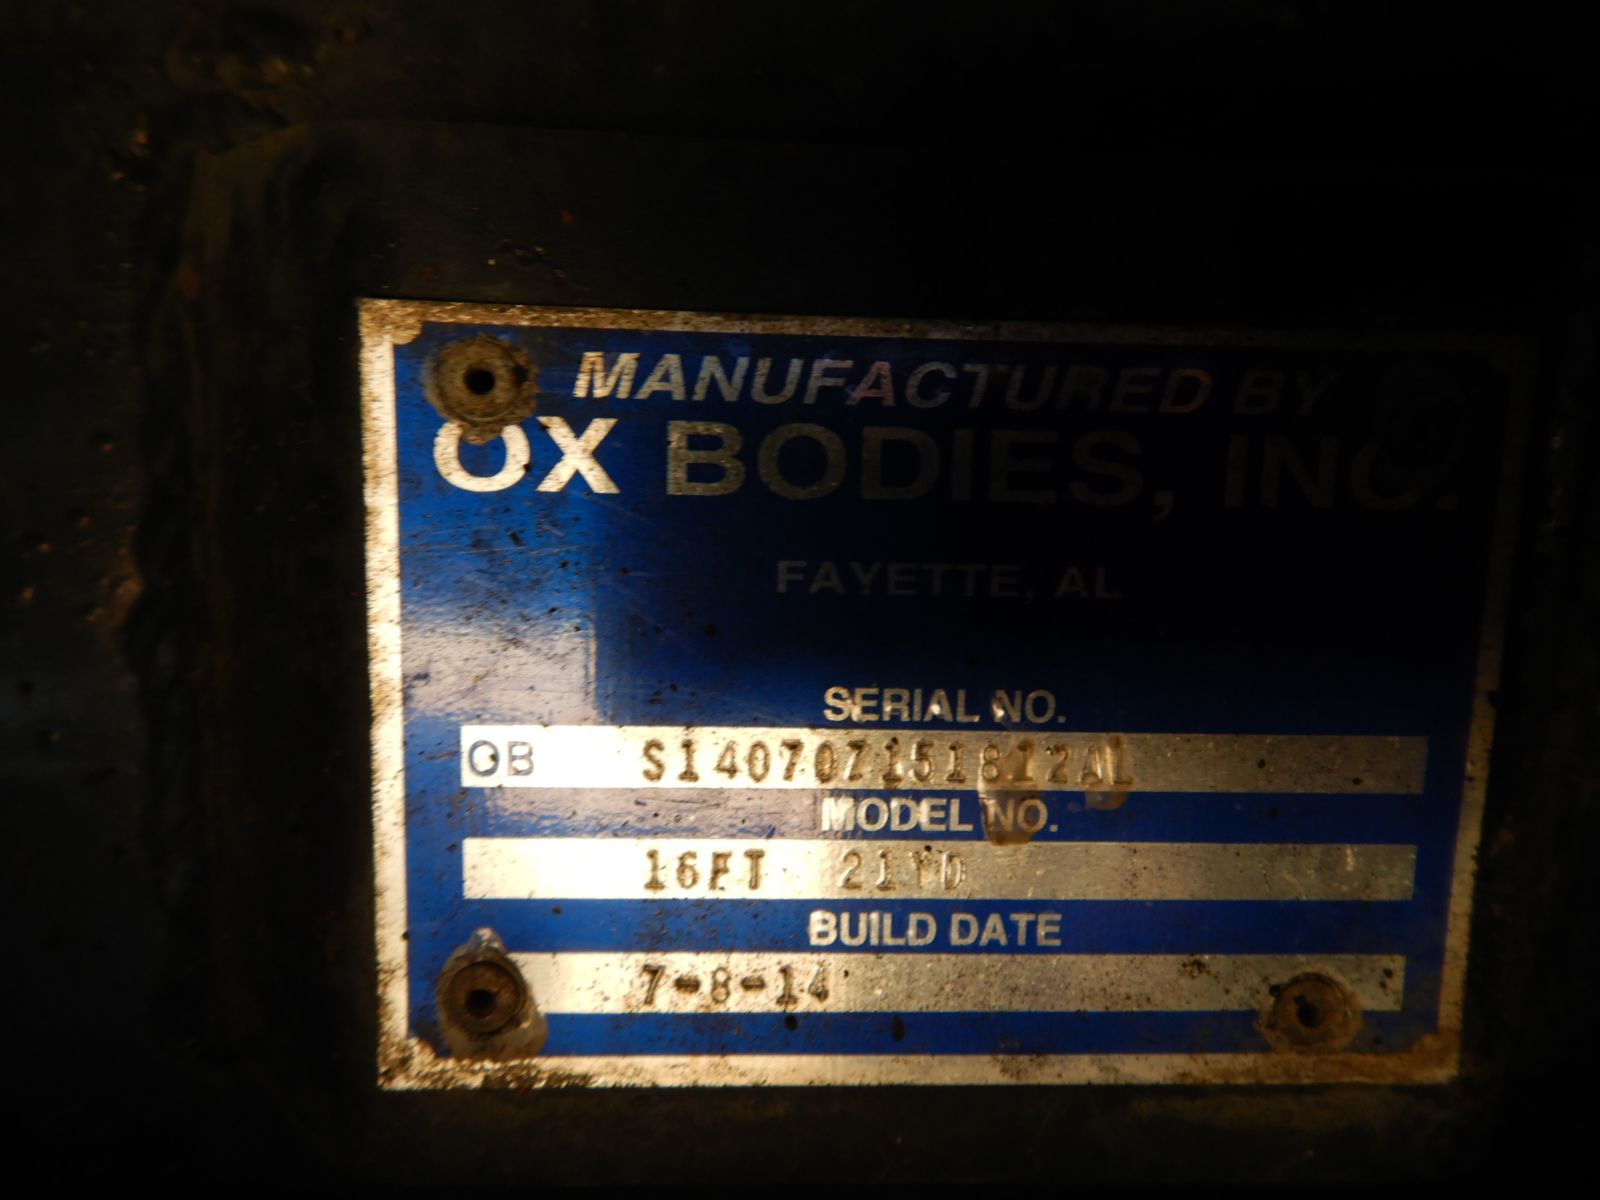 MANUFACTURED BY
OX BODIES, INC.
FAYETTE, AL
SERIAL NO.
OB S140707151812AL
MODEL NO.
16FT 21YD
BUILD DATE
7-8-14